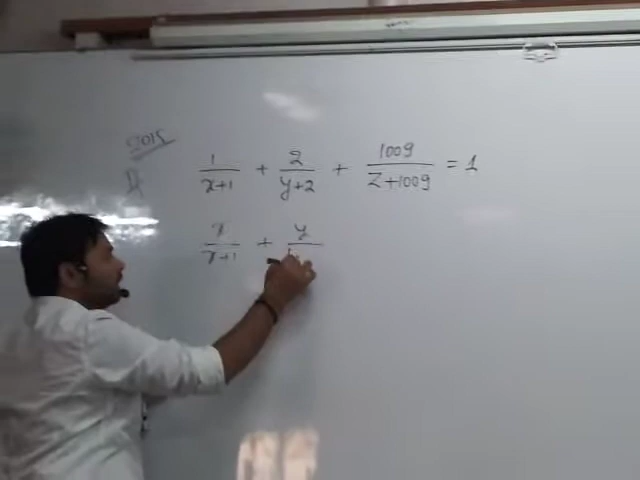 2015
1/(x+1) + 2/(y+2) + 1009/(z+1009) = 1
x/(x+1) + y/